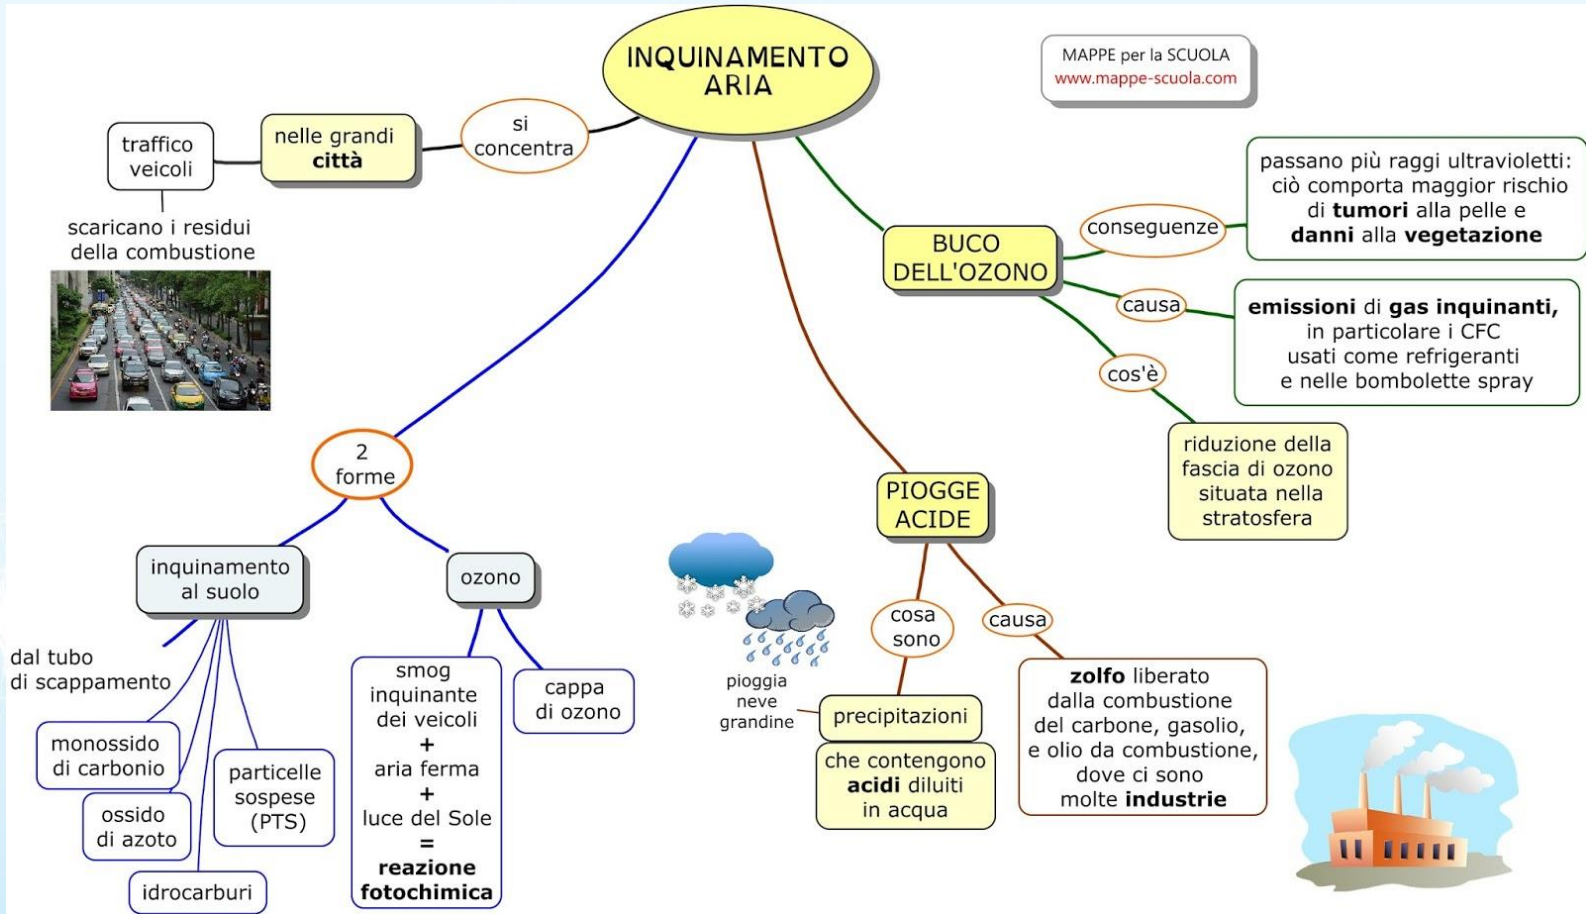 INQUINAMENTO
ARIA
MAPPE per la SCUOLA
www.mappe-scuola.com
si
concentra
nelle grandi
città
traffico
veicoli
scaricano i residui
della combustione
2
forme
inquinamento
al suolo
dal tubo
di scappamento
monossido
di carbonio
ossido
di azoto
idrocarburi
particelle
sospese
(PTS)
ozono
smog
inquinante
dei veicoli
+
aria ferma
+
luce del Sole
=
reazione
fotochimica
cappa
di ozono
PIOGGE
ACIDE
cosa
sono
pioggia
neve
grandine
precipitazioni
che contengono
acidi diluiti
in acqua
causa
zolfo liberato
dalla combustione
del carbone, gasolio,
e olio da combustione,
dove ci sono
molte industrie
BUCO
DELL'OZONO
conseguenze
passano più raggi ultravioletti:
ciò comporta maggior rischio
di tumori alla pelle e
danni alla vegetazione
causa
emissioni di gas inquinanti,
in particolare i CFC
usati come refrigeranti
e nelle bombolette spray
cos'è
riduzione della
fascia di ozono
situata nella
stratosfera